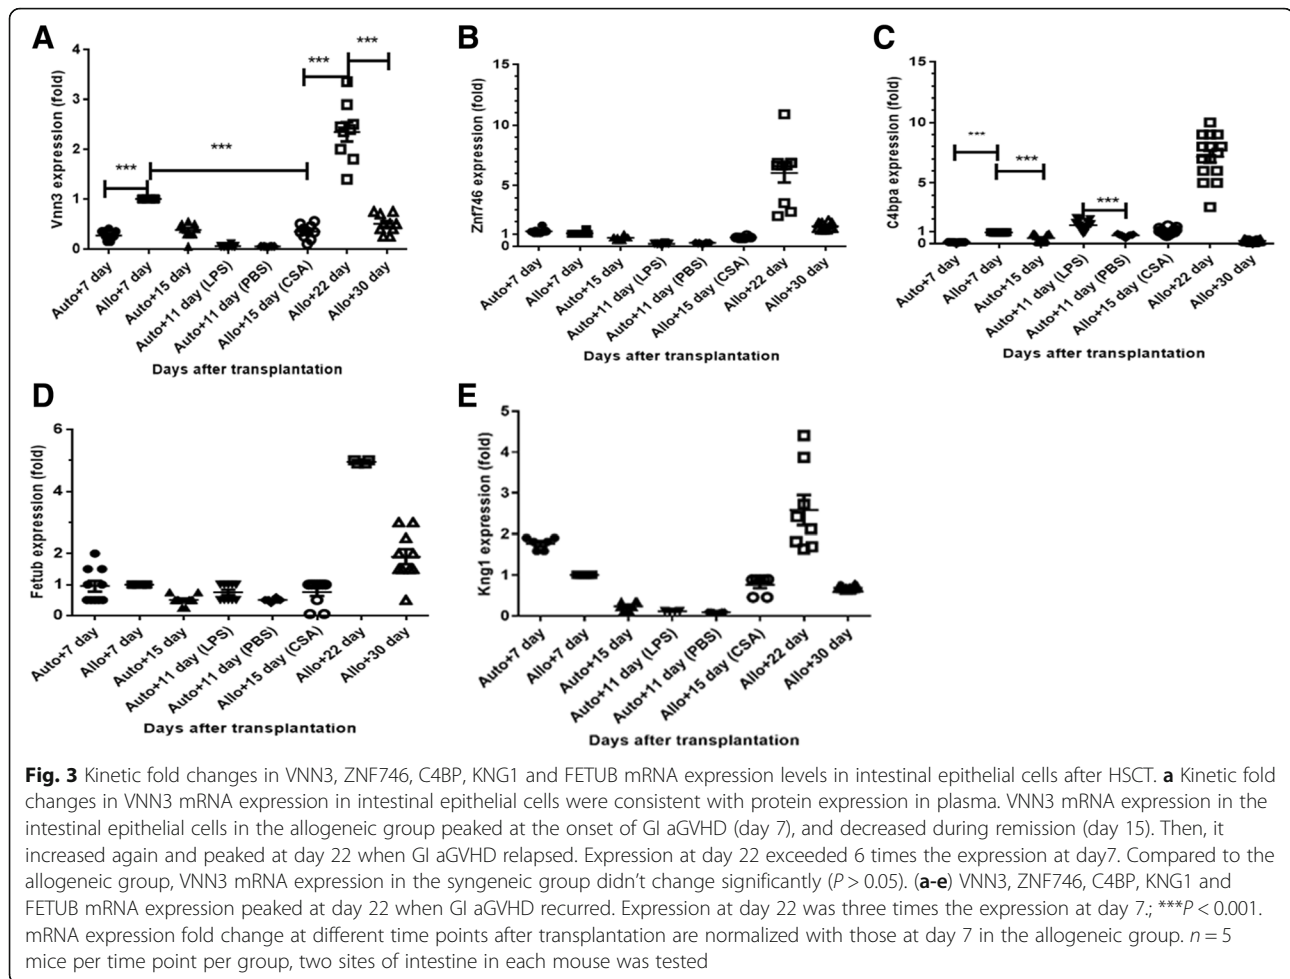 A
Vnn3 expression (fold)
4
3
2
1
0
***
***
***
***
Auto+7 day
Allo+7 day
Auto+15 day
Auto+11 day (LPS)
Auto+11 day (PBS)
Allo+15 day (CSA)
Allo+22 day
Allo+30 day
Days after transplantation
B
Znf746 expression (fold)
15
10
5
1
0
Auto+7 day
Allo+7 day
Auto+15 day
Auto+11 day (LPS)
Auto+11 day (PBS)
Allo+15 day (CSA)
Allo+22 day
Allo+30 day
Days after transplantation
C
C4bpa expression (fold)
15
10
5
1
0
***
***
***
Auto+7 day
Allo+7 day
Auto+15 day
Auto+11 day (LPS)
Auto+11 day (PBS)
Allo+15 day (CSA)
Allo+22 day
Allo+30 day
Days after transplantation
D
Fetub expression (fold)
6
4
2
1
0
Auto+7 day
Allo+7 day
Auto+15 day
Auto+11 day (LPS)
Auto+11 day (PBS)
Allo+15 day (CSA)
Allo+22 day
Allo+30 day
Days after transplantation
E
Kng1 expression (fold)
5
4
3
2
1
0
Auto+7 day
Allo+7 day
Auto+15 day
Auto+11 day (LPS)
Auto+11 day (PBS)
Allo+15 day (CSA)
Allo+22 day
Allo+30 day
Days after transplantation
Fig. 3 Kinetic fold changes in VNN3, ZNF746, C4BP, KNG1 and FETUB mRNA expression levels in intestinal epithelial cells after HSCT. a Kinetic fold
changes in VNN3 mRNA expression in intestinal epithelial cells were consistent with protein expression in plasma. VNN3 mRNA expression in the
intestinal epithelial cells in the allogeneic group peaked at the onset of GI aGVHD (day 7), and decreased during remission (day 15). Then, it
increased again and peaked at day 22 when GI aGVHD relapsed. Expression at day 22 exceeded 6 times the expression at day7. Compared to the
allogeneic group, VNN3 mRNA expression in the syngeneic group didn't change significantly (P > 0.05). (a-e) VNN3, ZNF746, C4BP, KNG1 and
FETUB mRNA expression peaked at day 22 when GI aGVHD recurred. Expression at day 22 was three times the expression at day 7.; ***P < 0.001.
mRNA expression fold change at different time points after transplantation are normalized with those at day 7 in the allogeneic group. n = 5
mice per time point per group, two sites of intestine in each mouse was tested